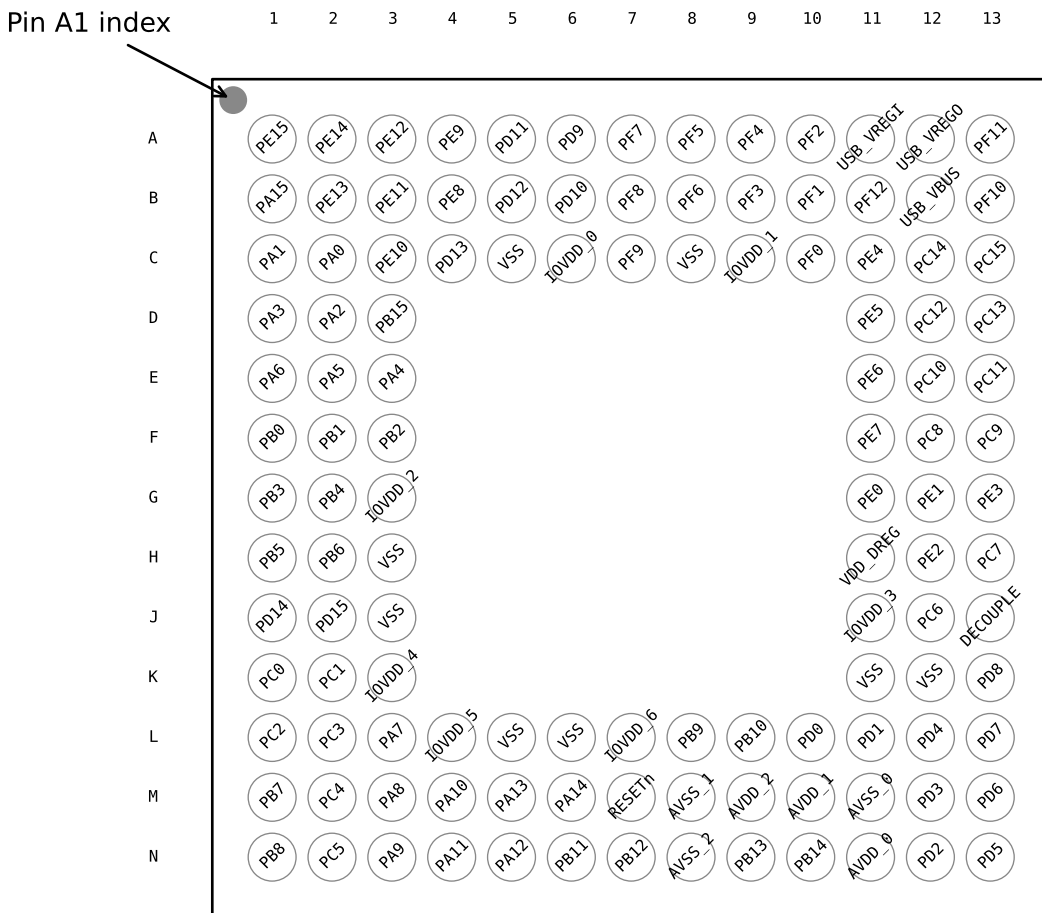 Pin A1 index
1 2 3 4 5 6 7 8 9 10 11 12 13
A PE15 PE14 PE12 PE9 PD11 PD9 PF7 PF5 PF4 PF2 USB_VREGI USB_VREGO PF11
B PA15 PE13 PE11 PE8 PD12 PD10 PF8 PF6 PF3 PF1 PF12 USB_VBUS PF10
C PA1 PA0 PE10 PD13 VSS IOVDD_0 PF9 VSS IOVDD_1 PF0 PE4 PC14 PC15
D PA3 PA2 PB15 PE5 PC12 PC13
E PA6 PA5 PA4 PE6 PC10 PC11
F PB0 PB1 PB2 PE7 PC8 PC9
G PB3 PB4 IOVDD_2 PE0 PE1 PE3
H PB5 PB6 VSS VDD_DREG PE2 PC7
J PD14 PD15 VSS IOVDD_3 PC6 DECOUPLE
K PC0 PC1 IOVDD_4 VSS VSS PD8
L PC2 PC3 PA7 IOVDD_5 VSS VSS IOVDD_6 PB9 PB10 PD0 PD1 PD4 PD7
M PB7 PC4 PA8 PA10 PA13 PA14 RESETn AVSS_1 AVDD_2 AVDD_1 AVSS_0 PD3 PD6
N PB8 PC5 PA9 PA11 PA12 PB11 PB12 AVSS_2 PB13 PB14 AVDD_0 PD2 PD5